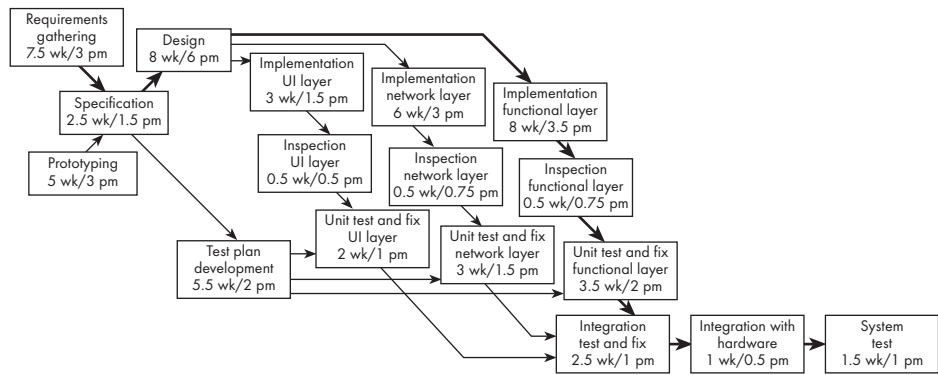 Requirements
gathering
7.5 wk/3 pm
Design
8 wk/6 pm
Specification
2.5 wk/1.5 pm
Prototyping
5 wk/3 pm
Implementation
UI layer
3 wk/1.5 pm
Implementation
network layer
6 wk/3 pm
Implementation
functional layer
8 wk/3.5 pm
Inspection
UI layer
0.5 wk/0.5 pm
Inspection
network layer
0.5 wk/0.75 pm
Inspection
functional layer
0.5 wk/0.75 pm
Test plan
development
5.5 wk/2 pm
Unit test and fix
UI layer
2 wk/1 pm
Unit test and fix
network layer
3 wk/1.5 pm
Unit test and fix
functional layer
3.5 wk/2 pm
Integration
test and fix
2.5 wk/1 pm
Integration with
hardware
1 wk/0.5 pm
System
test
1.5 wk/1 pm